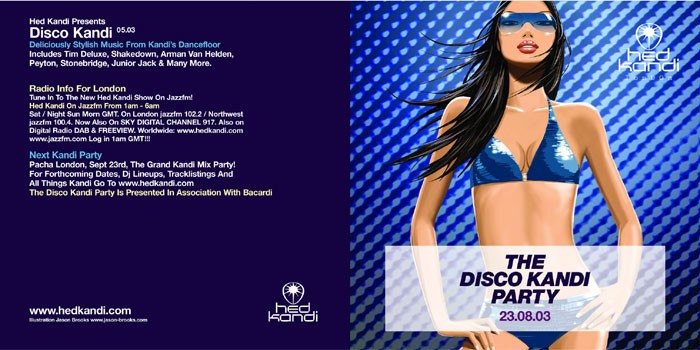 Hed Kandi Presents
Disco Kandi 05.03
Deliciously Stylish Music From Kandi's Dancefloor
Includes Tim Deluxe, Shakedown, Arman Van Helden,
Peyton, Stonebridge, Junior Jack & Many More.
Radio Info For London
Tune In To The New Hed Kandi Show On Jazzfm!
Hed Kandi On Jazzfm From 1am - 6am
Sat / Night Sun Morn GMT. On London jazzfm 102.2 / Northwest
jazzfm 100.4. Now Also On SKY DIGITAL CHANNEL 917. Also on
Digital Radio DAB & FREEVIEW. Worldwide: www.hedkandi.com
www.jazzfm.com Log in 1am GMT!!!
Next Kandi Party
Pacha London, Sept 23rd, The Grand Kandi Mix Party!
For Forthcoming Dates, Dj Lineups, Tracklistings And
All Things Kandi Go To www.hedkandi.com
The Disco Kandi Party Is Presented In Association With Bacardi
www.hedkandi.com
Illustration Jason Brooks www.jason-brooks.com
hed
kandi
hed
kandi
THE
DISCO KANDI
PARTY
23.08.03